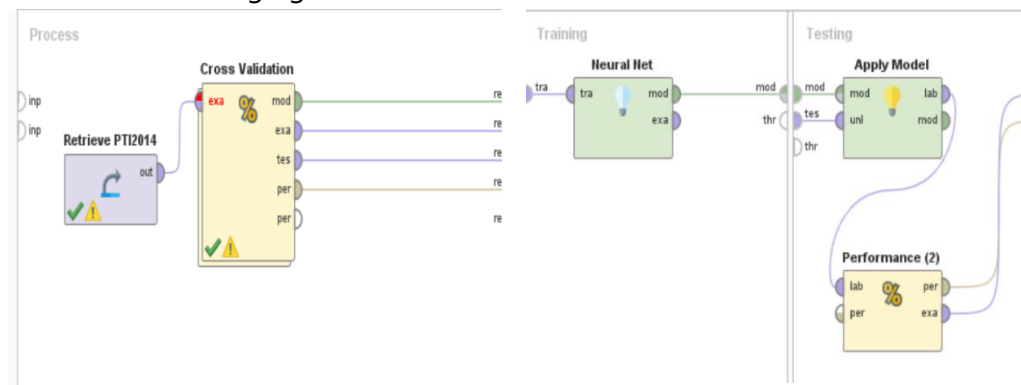 Process
inp
inp
Retrieve PTI2014
out
Cross Validation
exa
mod
exa
tes
per
per
re
re
re
re
re
Training
tra
Neural Net
tra
mod
exa
mod
thr
Testing
mod
tes
thr
Apply Model
mod
unl
lab
mod
Performance (2)
lab
per
per
exa